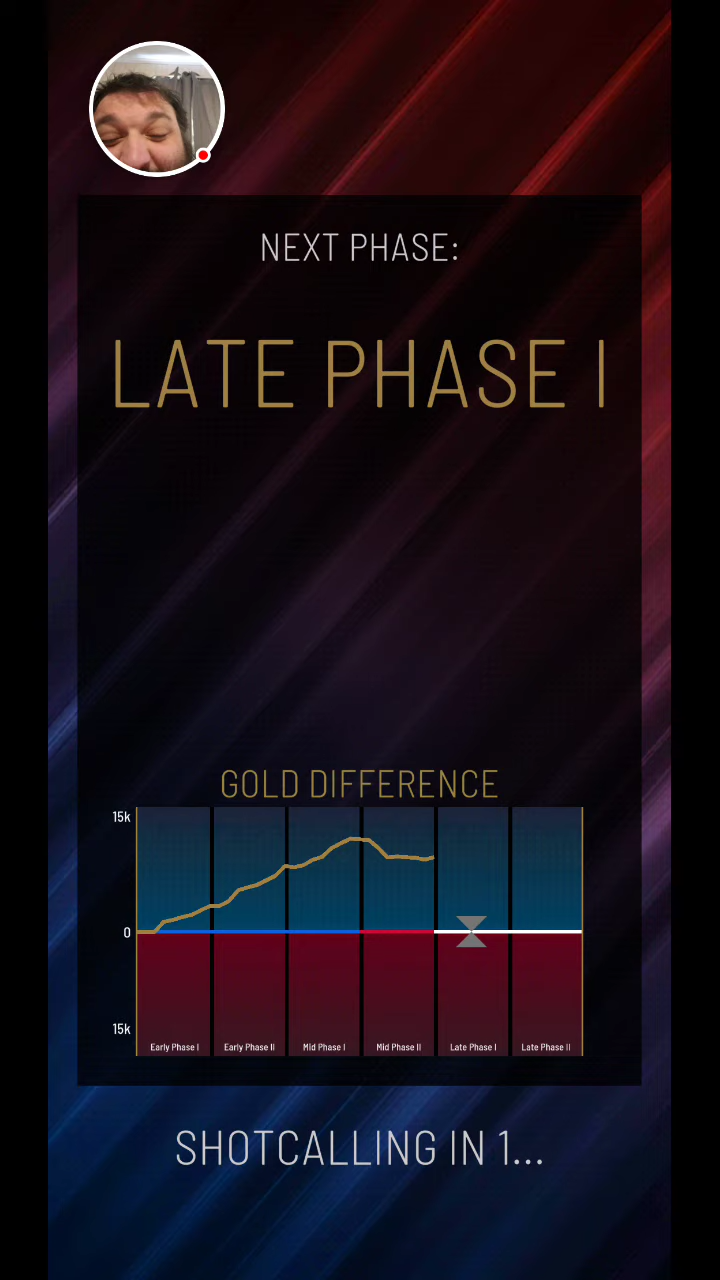 NEXT PHASE:
LATE PHASE I
GOLD DIFFERENCE
15k
0
15k
Early Phase I
Early Phase II
Mid Phase I
Mid Phase II
Late Phase I
Late Phase II
SHOTCALLING IN 1...